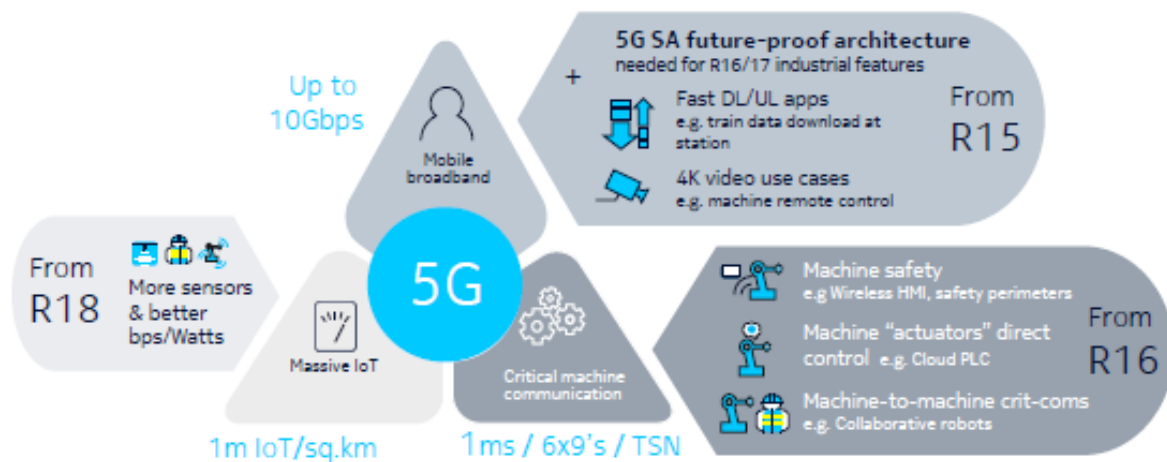 Up to
10Gbps
Mobile
broadband
+
5G SA future-proof architecture
needed for R16/17 industrial features
Fast DL/UL apps
e.g. train data download at
station
4K video use cases
e.g. machine remote control
From
R15
From
R18
More sensors
& better
bps/Watts
5G
Massive IoT
1m IoT/sq.km
Critical machine
communication
1ms / 6x9's / TSN
Machine safety
e.g Wireless HMI, safety perimeters
Machine “actuators” direct
control e.g. Cloud PLC
Machine-to-machine crit-coms
e.g. Collaborative robots
From
R16